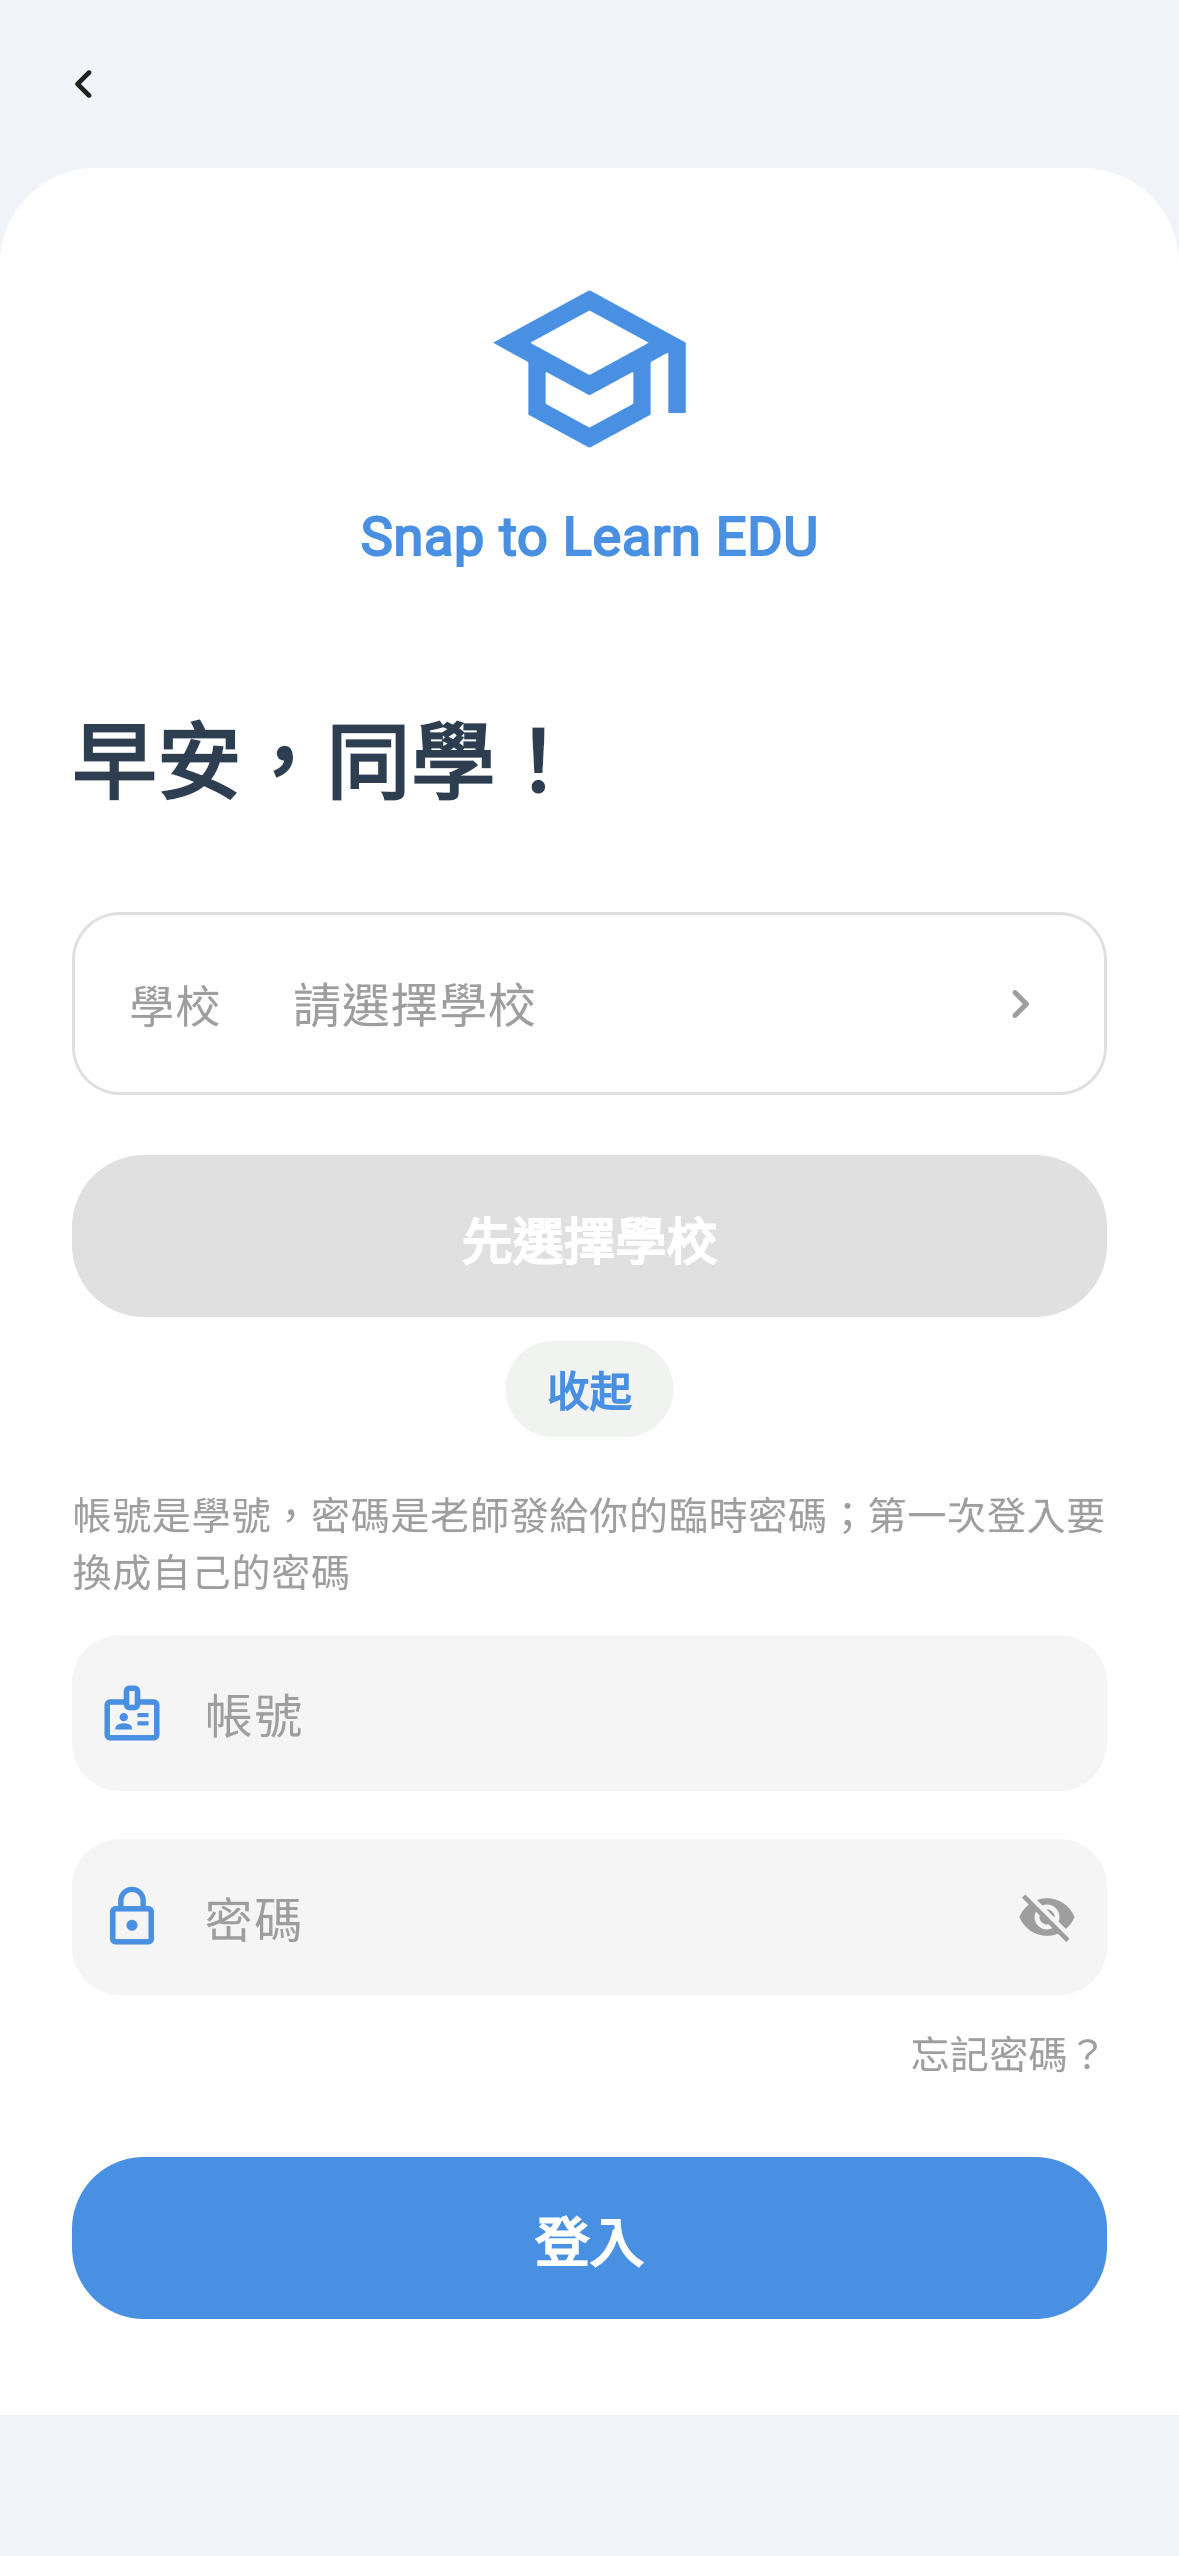 Snap to Learn EDU
早安，同學！
學校 請選擇學校
先選擇學校
收起
帳號是學號，密碼是老師發給你的臨時密碼；第一次登入要
換成自己的密碼
帳號
密碼
忘記密碼？
登入